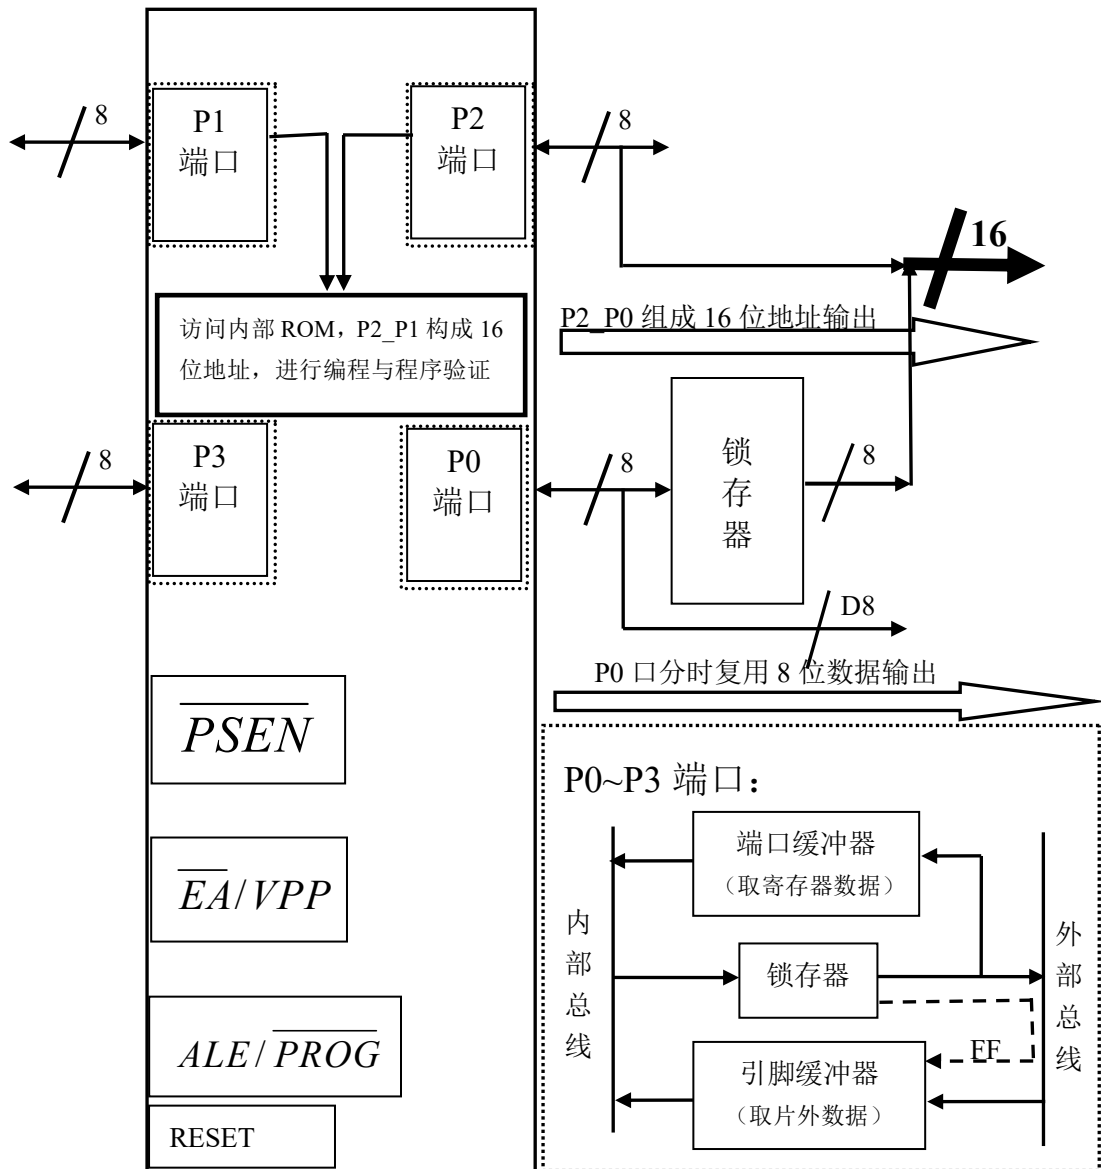 8
P1
端口
P2
端口
8
16
访问内部 ROM，P2_P1 构成 16
位地址，进行编程与程序验证
P2_P0 组成 16 位地址输出
8
P3
端口
P0
端口
8
锁
存
器
8
D8
P0 口分时复用 8 位数据输出
PSEN
EA/VPP
ALE/PROG
RESET
P0~P3 端口：
端口缓冲器
（取寄存器数据）
内
部
总
线
锁存器
外
部
总
线
EF
引脚缓冲器
（取片外数据）